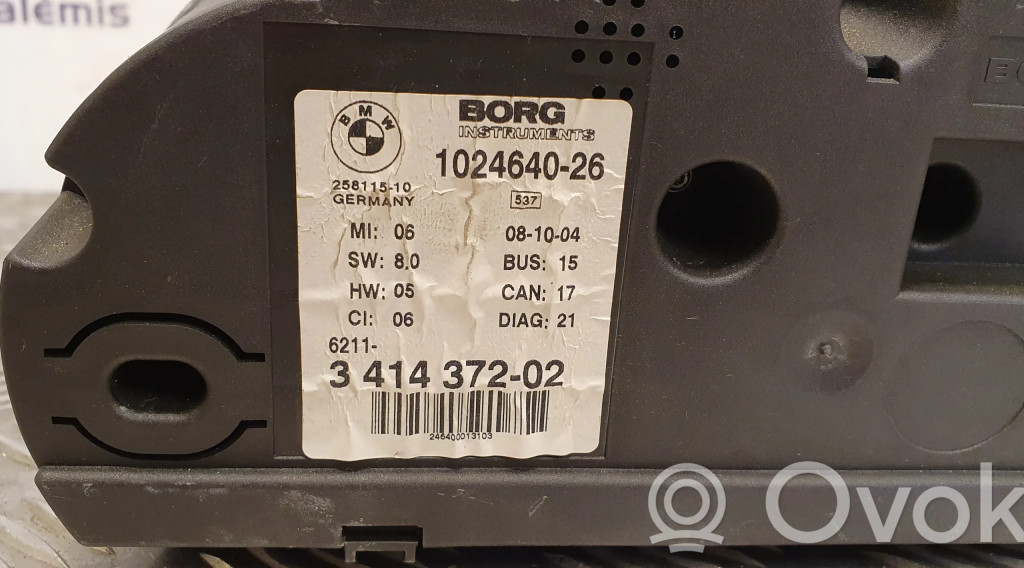 alėmis
BMW
BORG
INSTRUMENTS
1024640-26
258115-10
GERMANY
537
MI: 06 08-10-04
SW: 8.0 BUS: 15
HW: 05 CAN: 17
CI: 06 DIAG: 21
6211-
3 414 372-02
246400013103
Ovok